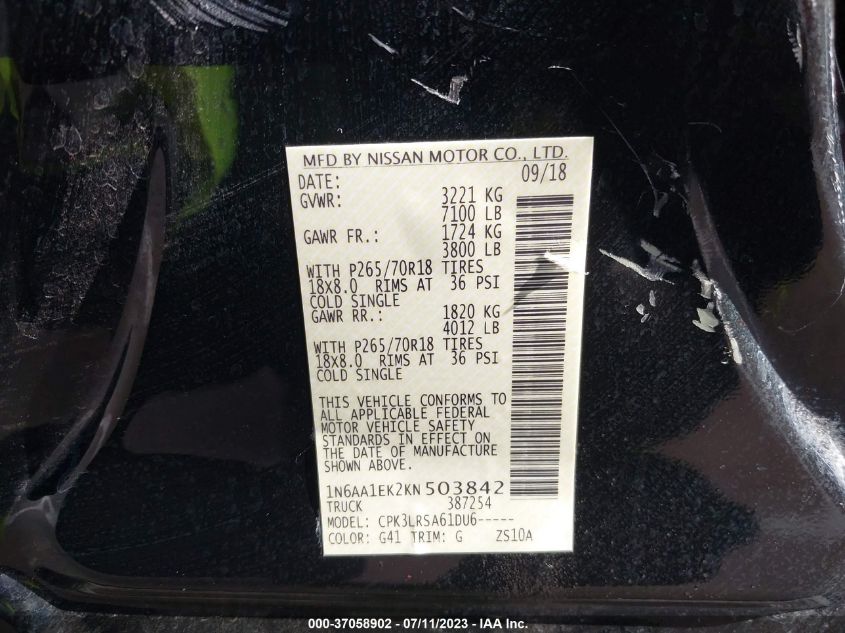 MFD BY NISSAN MOTOR CO., LTD.
DATE: 09/18
GVWR: 3221 KG
7100 LB
GAWR FR.: 1724 KG
3800 LB
WITH P265/70R18 TIRES
18X8.0 RIMS AT 36 PSI
COLD SINGLE
GAWR RR.: 1820 KG
4012 LB
WITH P265/70R18 TIRES
18X8.0 RIMS AT 36 PSI
COLD SINGLE
THIS VEHICLE CONFORMS TO
ALL APPLICABLE FEDERAL
MOTOR VEHICLE SAFETY
STANDARDS IN EFFECT ON
THE DATE OF MANUFACTURE
SHOWN ABOVE.
1N6AA1EK2KN503842
TRUCK 387254
MODEL: CPK3LRSA61DU6-----
COLOR: G41 TRIM: G ZS10A
000-37058902 - 07/11/2023 - IAA Inc.